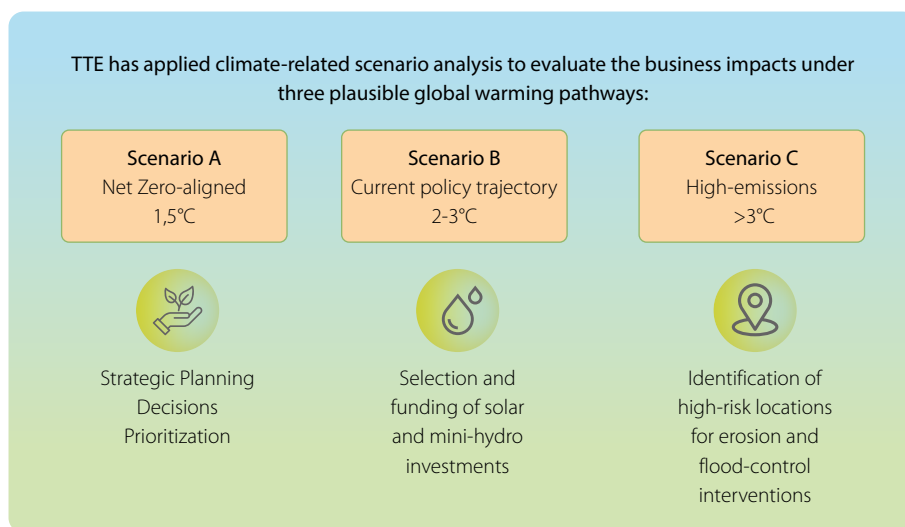 TTE has applied climate-related scenario analysis to evaluate the business impacts under
three plausible global warming pathways:
Scenario A
Net Zero-aligned
1,5°C
Scenario B
Current policy trajectory
2-3°C
Scenario C
High-emissions
>3°C
Strategic Planning
Decisions
Prioritization
Selection and
funding of solar
and mini-hydro
investments
Identification of
high-risk locations
for erosion and
flood-control
interventions